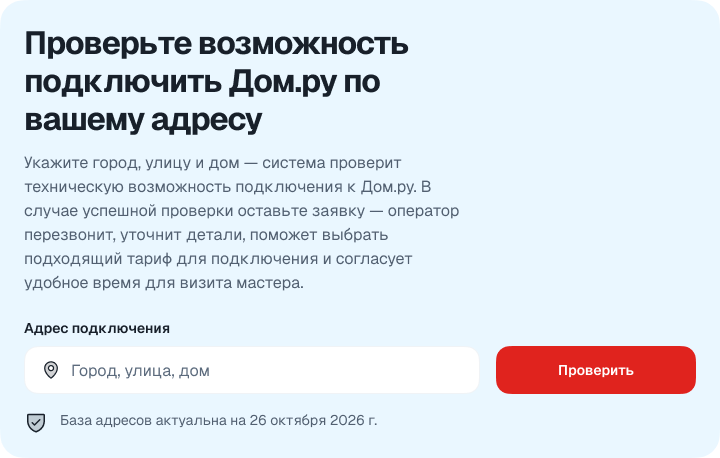 Проверьте возможность
подключить Дом.ру по
вашему адресу
Укажите город, улицу и дом — система проверит
техническую возможность подключения к Дом.ру. В
случае успешной проверки оставьте заявку — оператор
перезвонит, уточнит детали, поможет выбрать
подходящий тариф для подключения и согласует
удобное время для визита мастера.
Адрес подключения
Город, улица, дом
Проверить
База адресов актуальна на 26 октября 2026 г.